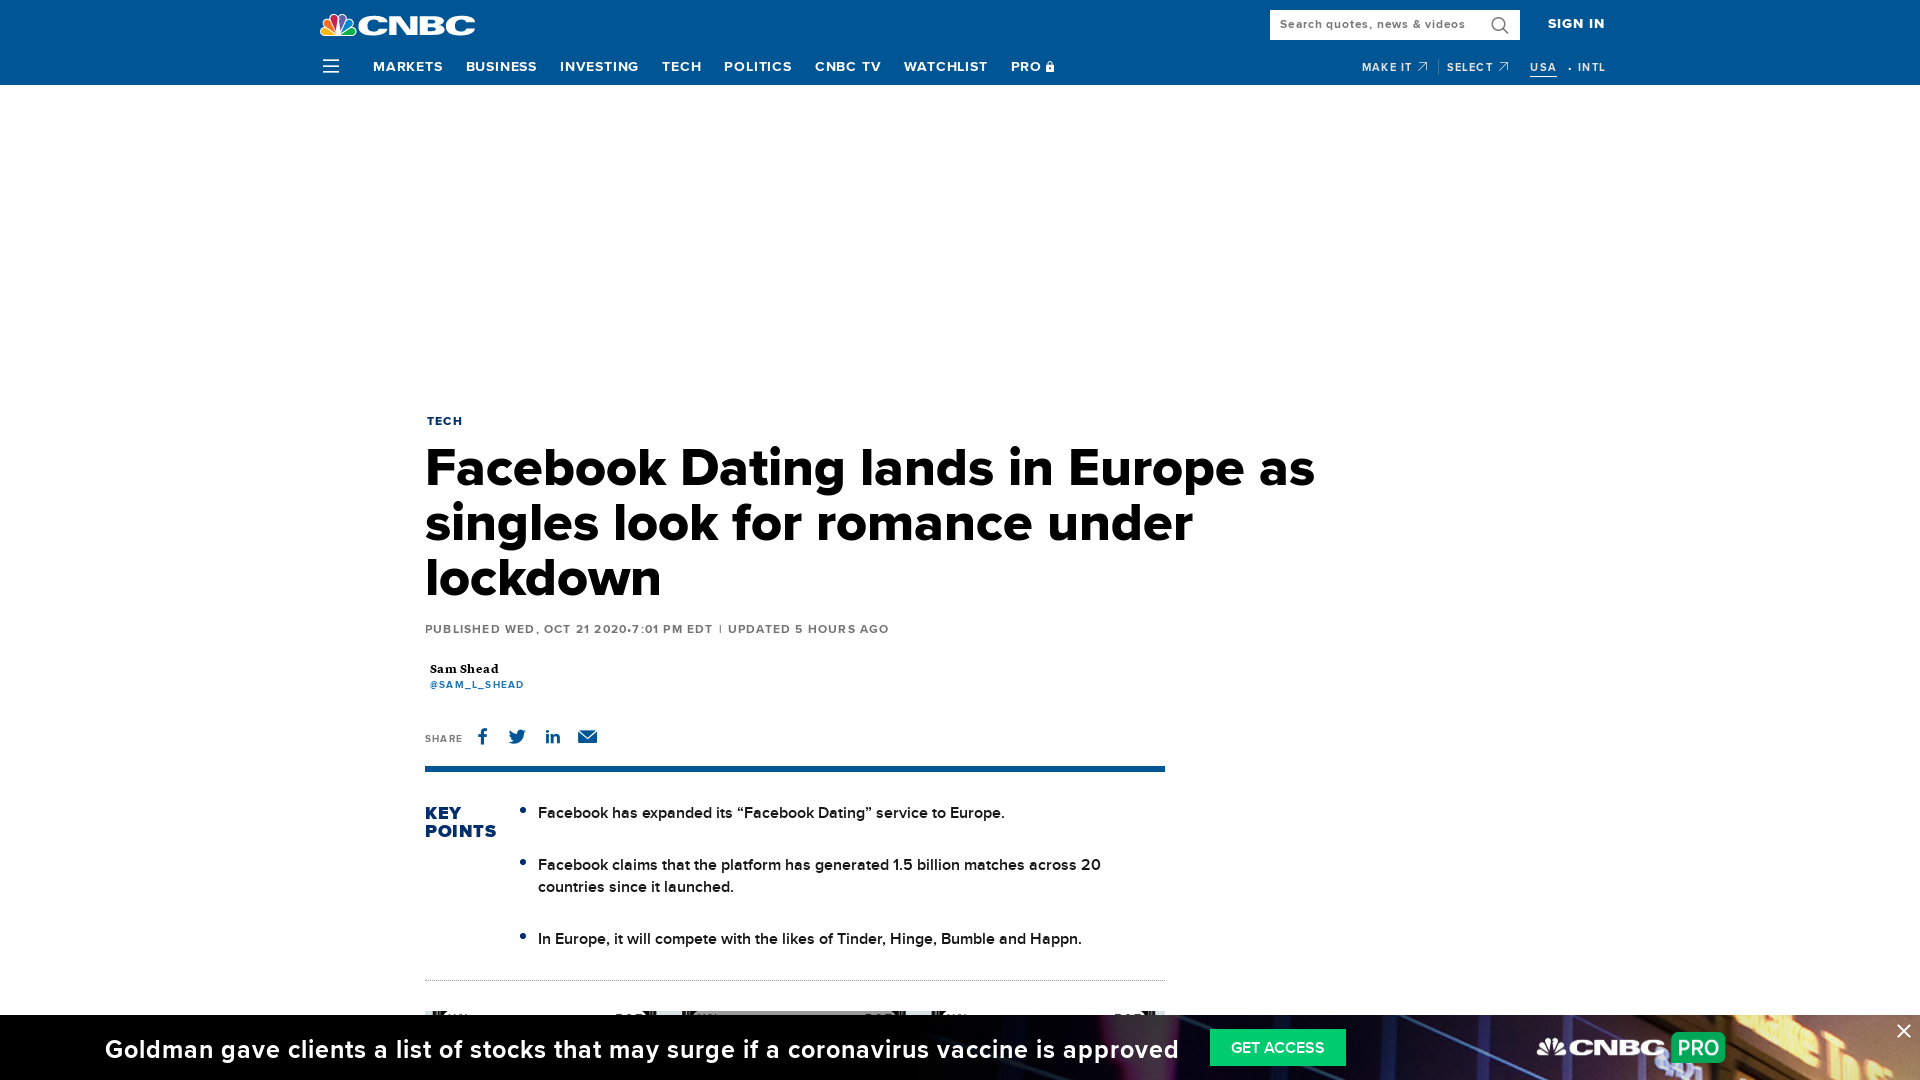 CNBC
Search quotes, news & videos
SIGN IN
MARKETS BUSINESS INVESTING TECH POLITICS CNBC TV WATCHLIST PRO
MAKE IT SELECT USA • INTL
TECH
Facebook Dating lands in Europe as
singles look for romance under
lockdown
PUBLISHED WED, OCT 21 2020•7:01 PM EDT | UPDATED 5 HOURS AGO
Sam Shead
@SAM_L_SHEAD
SHARE
KEY
POINTS
• Facebook has expanded its “Facebook Dating” service to Europe.
• Facebook claims that the platform has generated 1.5 billion matches across 20
countries since it launched.
• In Europe, it will compete with the likes of Tinder, Hinge, Bumble and Happn.
Goldman gave clients a list of stocks that may surge if a coronavirus vaccine is approved
GET ACCESS
CNBC PRO